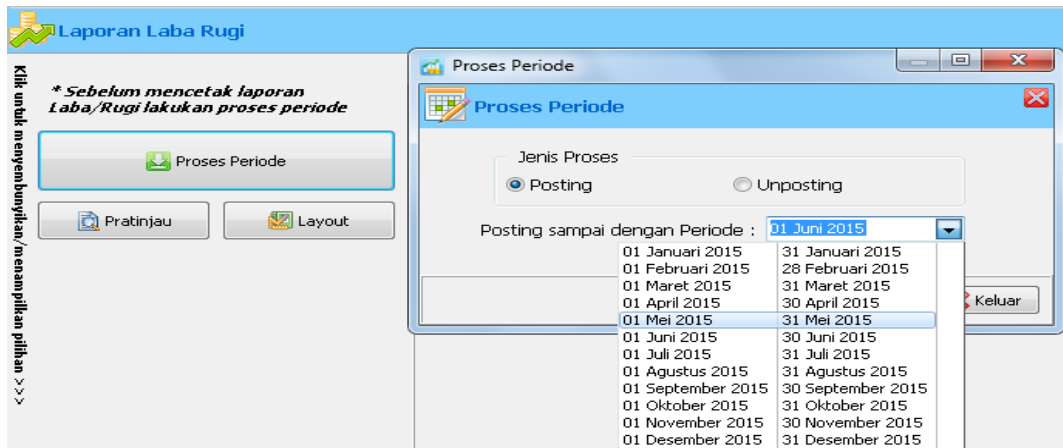 Laporan Laba Rugi
Klik untuk menyembunyikan/menampilkan pilihan >>>
* Sebelum mencetak laporan
Laba/Rugi lakukan proses periode
Proses Periode
Pratinjau Layout
Proses Periode
Proses Periode
Jenis Proses
Posting Unposting
Posting sampai dengan Periode : 01 Juni 2015
01 Januari 2015 31 Januari 2015
01 Februari 2015 28 Februari 2015
01 Maret 2015 31 Maret 2015
01 April 2015 30 April 2015
01 Mei 2015 31 Mei 2015
01 Juni 2015 30 Juni 2015
01 Juli 2015 31 Juli 2015
01 Agustus 2015 31 Agustus 2015
01 September 2015 30 September 2015
01 Oktober 2015 31 Oktober 2015
01 November 2015 30 November 2015
01 Desember 2015 31 Desember 2015
Keluar